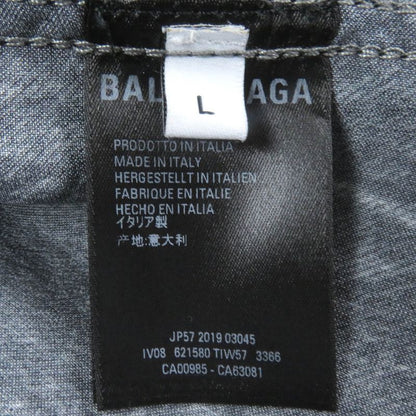 BAL AGA
L
PRODOTTO IN ITALIA
MADE IN ITALY
HERGESTELLT IN ITALIEN
FABRIQUE EN ITALIE
HECHO EN ITALIA
イタリア製
产地:意大利
JP57 2019 03045
IV08 621580 TIW57 3366
CA00985 - CA63081